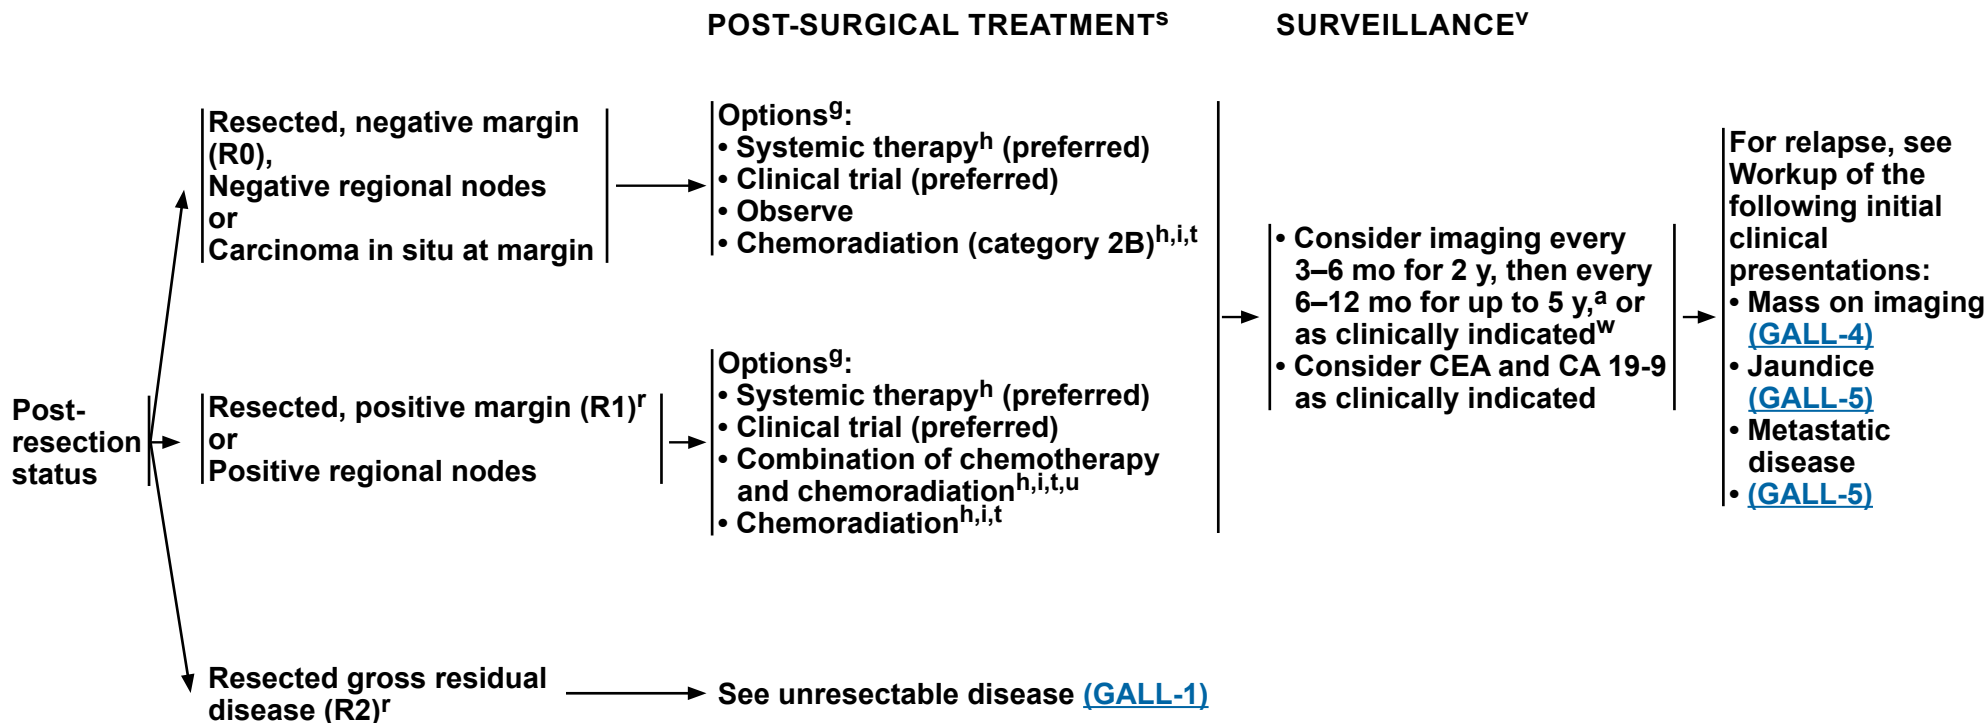 POST-SURGICAL TREATMENTˢ
SURVEILLANCEᵛ
Post-
resection
status
Resected, negative margin
(R0),
Negative regional nodes
or
Carcinoma in situ at margin
Optionsᵍ:
• Systemic therapyʰ (preferred)
• Clinical trial (preferred)
• Observe
• Chemoradiation (category 2B)ʰ,ⁱ,ᵗ
Resected, positive margin (R1)ʳ
or
Positive regional nodes
Optionsᵍ:
• Systemic therapyʰ (preferred)
• Clinical trial (preferred)
• Combination of chemotherapy
and chemoradiationʰ,ⁱ,ᵗ,ᵘ
• Chemoradiationʰ,ⁱ,ᵗ
Resected gross residual
disease (R2)ʳ
See unresectable disease (GALL-1)
• Consider imaging every
3–6 mo for 2 y, then every
6–12 mo for up to 5 y,ᵃ or
as clinically indicatedʷ
• Consider CEA and CA 19-9
as clinically indicated
For relapse, see
Workup of the
following initial
clinical
presentations:
• Mass on imaging
(GALL-4)
• Jaundice
(GALL-5)
• Metastatic
disease
• (GALL-5)